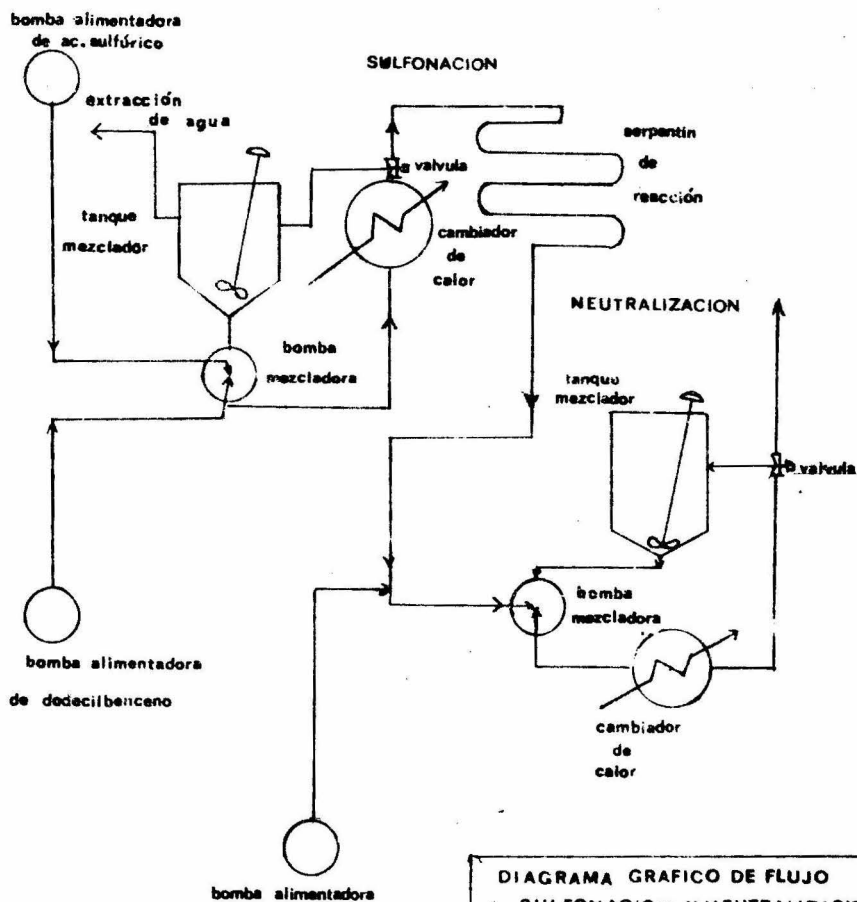 bomba alimentadora
de ac. sulfúrico
SULFONACION
extracción
de agua
valvula
serpentin
de
reacción
tanque
mezclador
cambiador
de
calor
NEUTRALIZACION
bomba
mezcladora
tanque
mezclador
valvula
bomba
mezcladora
bomba alimentadora
de dodecilbenceno
cambiador
de
calor
bomba alimentadora
DIAGRAMA GRAFICO DE FLUJO
SULFONACION